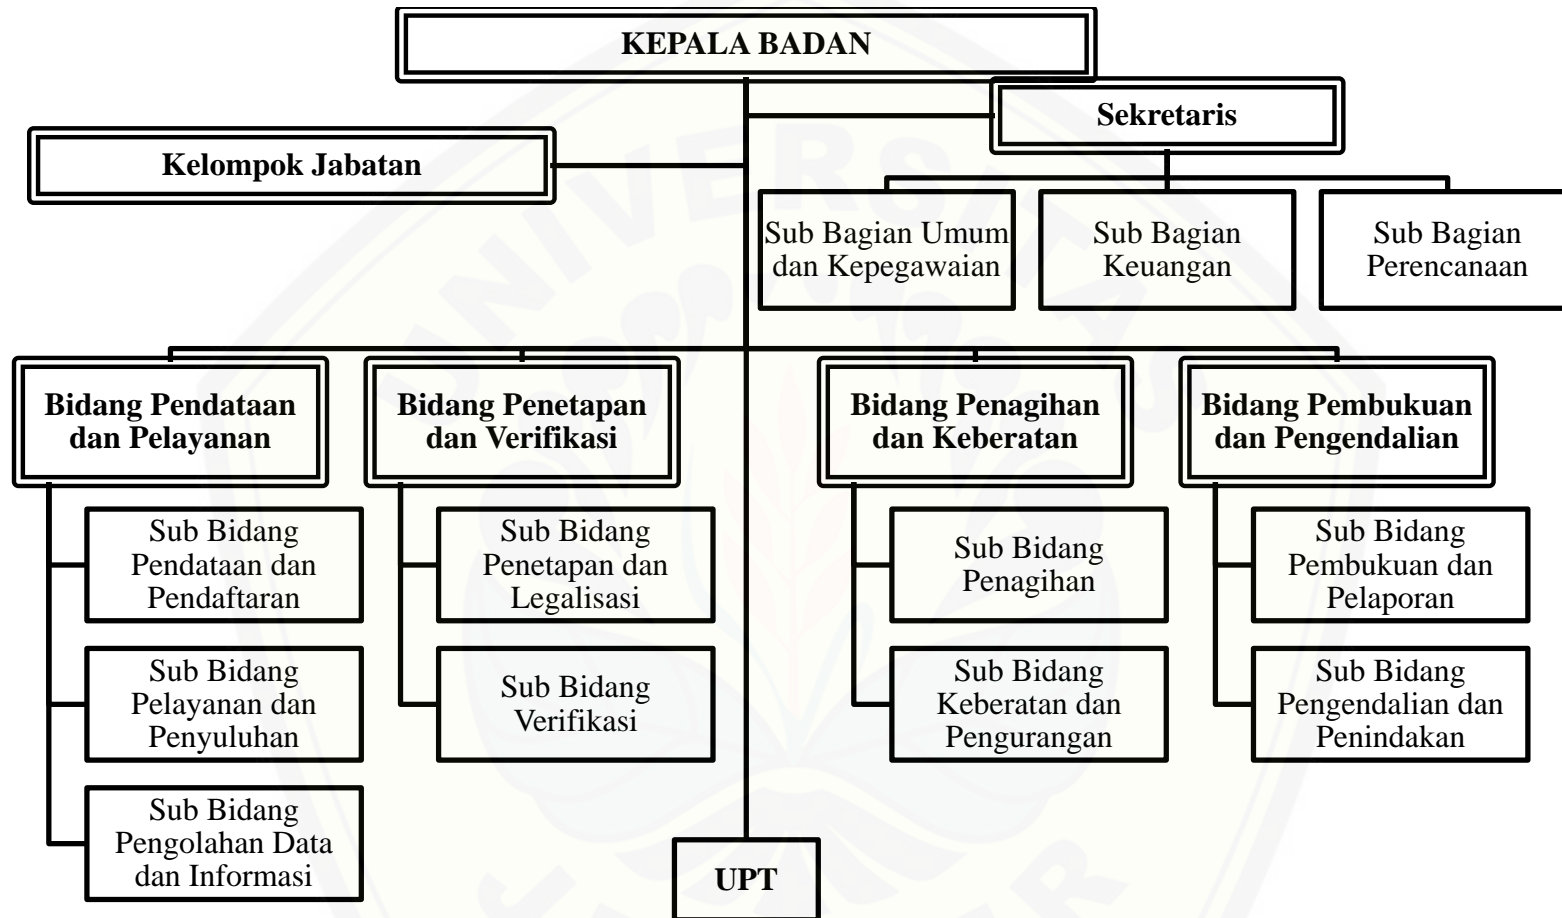 KEPALA BADAN
Sekretaris
Kelompok Jabatan
Sub Bagian Umum
dan Kepegawaian
Sub Bagian
Keuangan
Sub Bagian
Perencanaan
Bidang Pendataan
dan Pelayanan
Bidang Penetapan
dan Verifikasi
Bidang Penagihan
dan Keberatan
Bidang Pembukuan
dan Pengendalian
Sub Bidang
Pendataan dan
Pendaftaran
Sub Bidang
Penetapan dan
Legalisasi
Sub Bidang
Penagihan
Sub Bidang
Pembukuan dan
Pelaporan
Sub Bidang
Pelayanan dan
Penyuluhan
Sub Bidang
Verifikasi
Sub Bidang
Keberatan dan
Pengurangan
Sub Bidang
Pengendalian dan
Penindakan
Sub Bidang
Pengolahan Data
dan Informasi
UPT
UNIVERSITAS